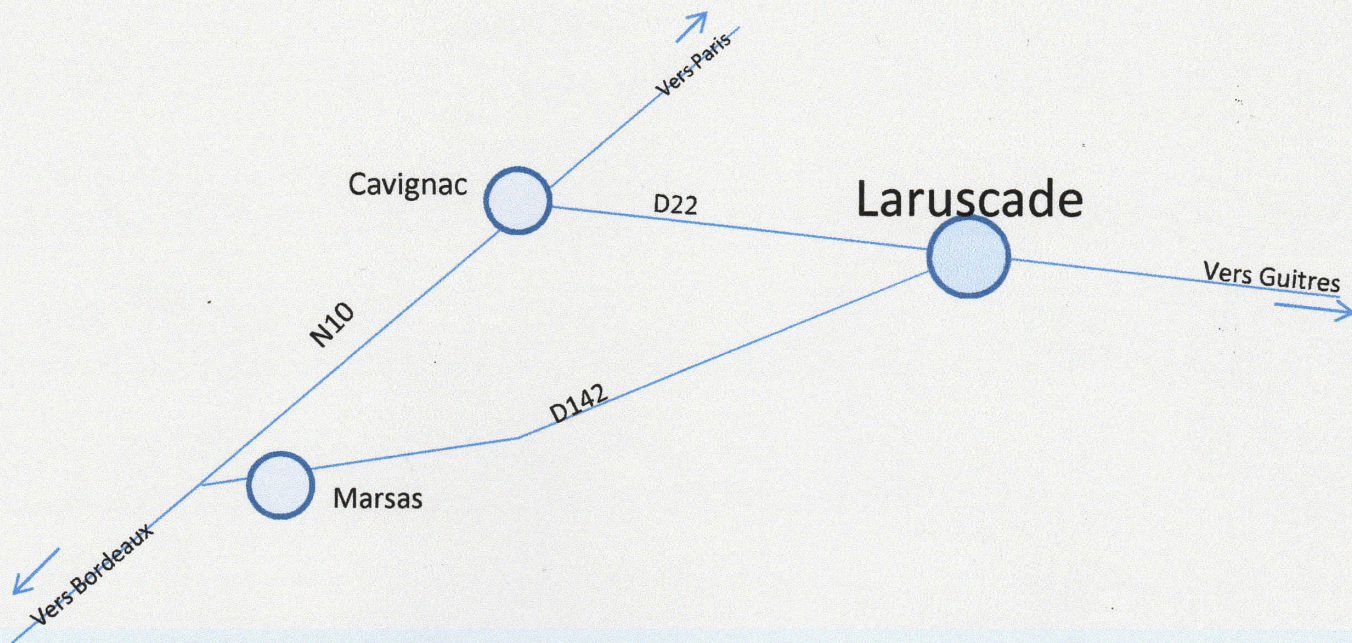 Vers Paris
Cavignac
D22
Laruscade
Vers Guitres
N10
D142
Marsas
Vers Bordeaux